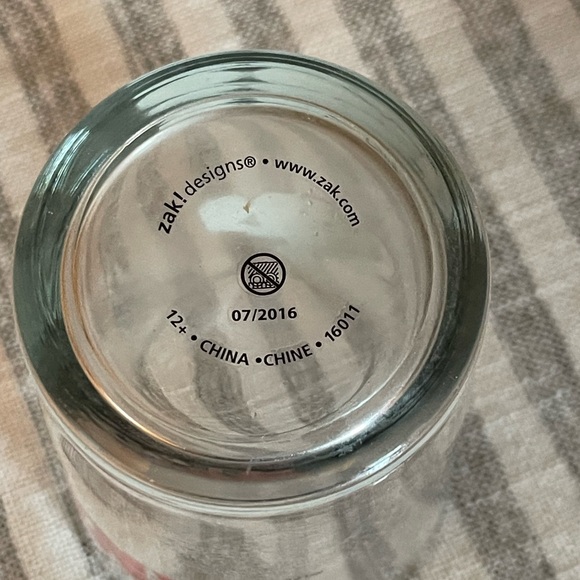 zak! designs® • www.zak.com
07/2016
12+ • CHINA • CHINE • 16011